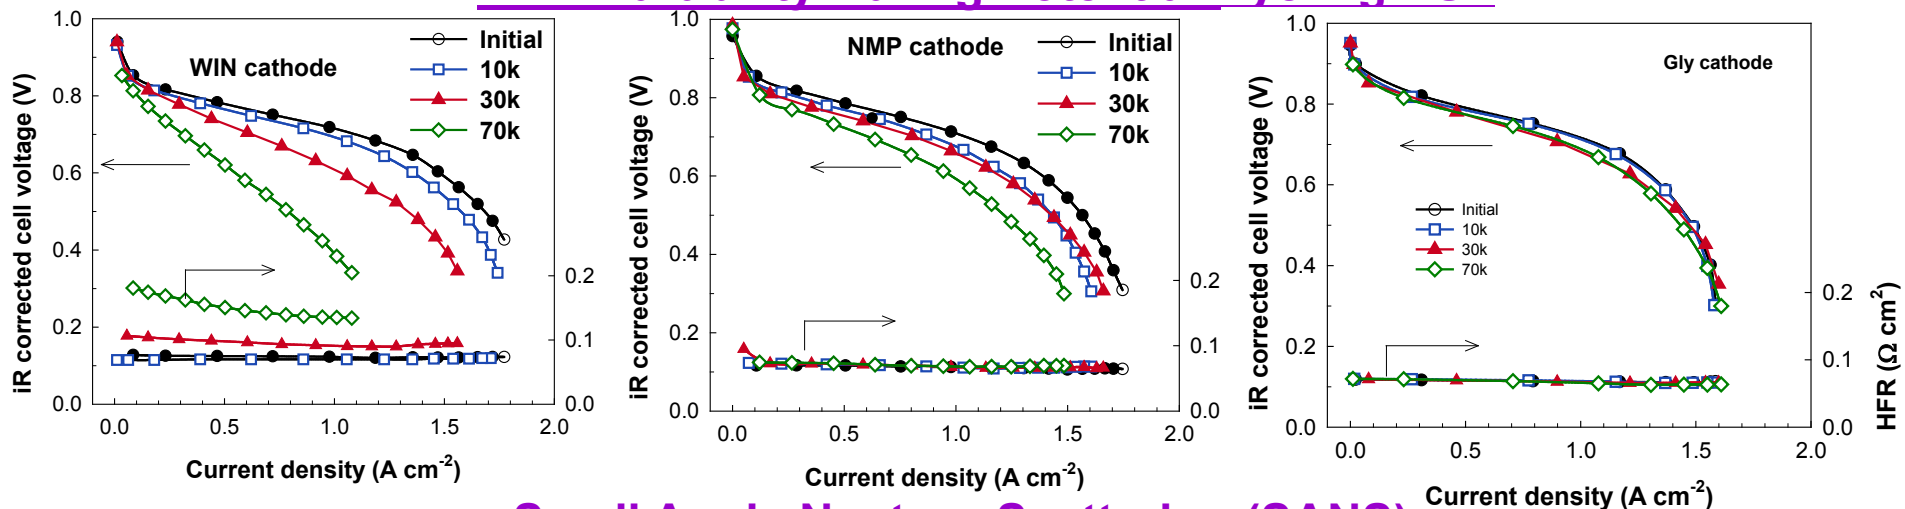 WIN cathode
Initial
10k
30k
70k
iR corrected cell voltage (V)
1.0
0.8
0.6
0.4
0.2
0.0
0.2
0.1
0.0
0.0 0.5 1.0 1.5 2.0
Current density (A cm-2)
NMP cathode
Initial
10k
30k
70k
iR corrected cell voltage (V)
1.0
0.8
0.6
0.4
0.2
0.0
0.2
0.1
0.0
0.0 0.5 1.0 1.5 2.0
Current density (A cm-2)
Gly cathode
Initial
10k
30k
70k
iR corrected cell voltage (V)
1.0
0.8
0.6
0.4
0.2
0.0
0.2
0.1
0.0
HFR (Ω cm2)
0.0 0.5 1.0 1.5 2.0
Current density (A cm-2)
Small Angle Neutron Scattering (SANS)